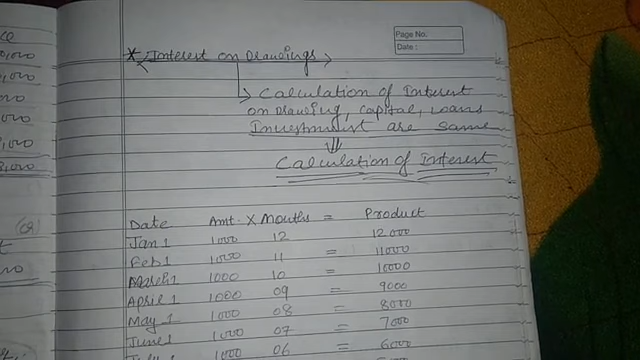 Page No.
Date :
* Interest on Drawings
Calculation of Interest
on Drawing, Capital, Loans
Investment are same
Calculation of Interest
Date Amt. X Months = Product
Jan 1 1000 12 12000
Feb 1 1000 11 = 11000
March 1 1000 10 = 10000
April 1 1000 09 = 9000
May 1 1000 08 = 8000
June 1 1000 07 = 7000
1000 06 = 6000